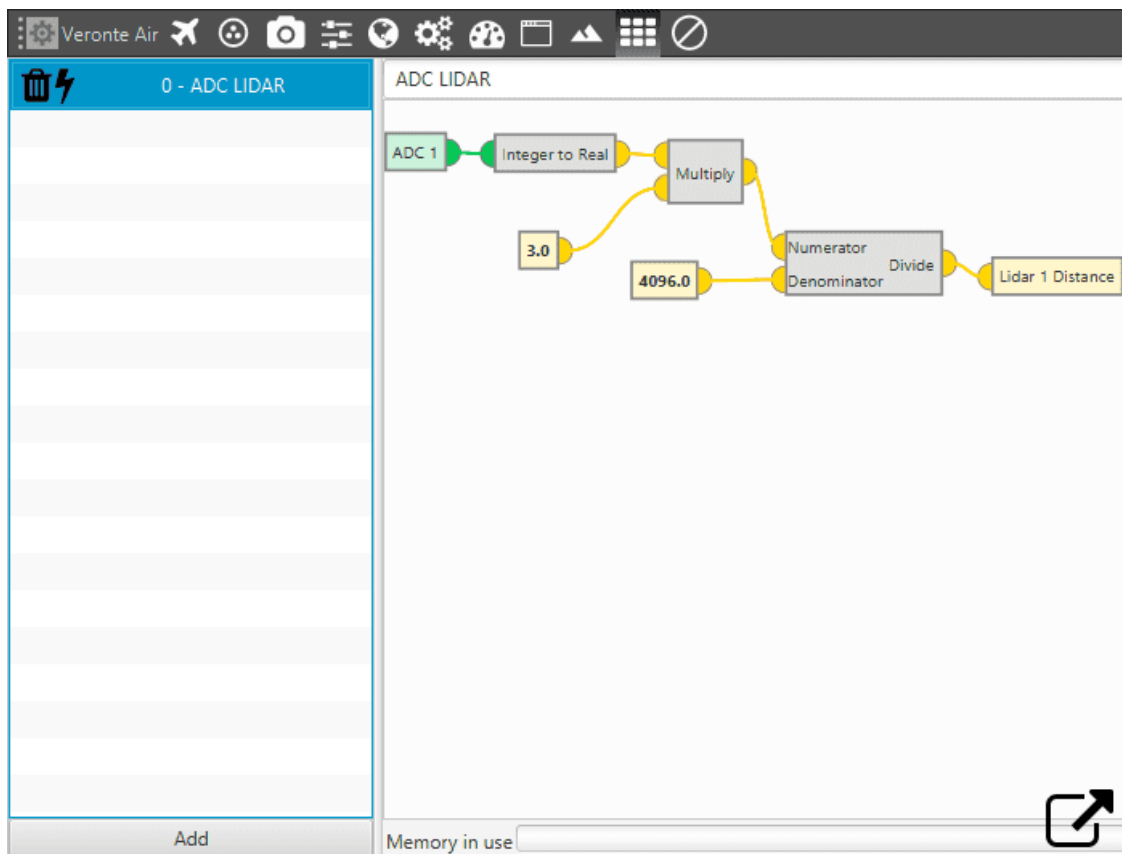 Veronte Air
0 - ADC LIDAR
ADC LIDAR
ADC 1
Integer to Real
Multiply
3.0
4096.0
Numerator
Divide
Denominator
Lidar 1 Distance
Add
Memory in use